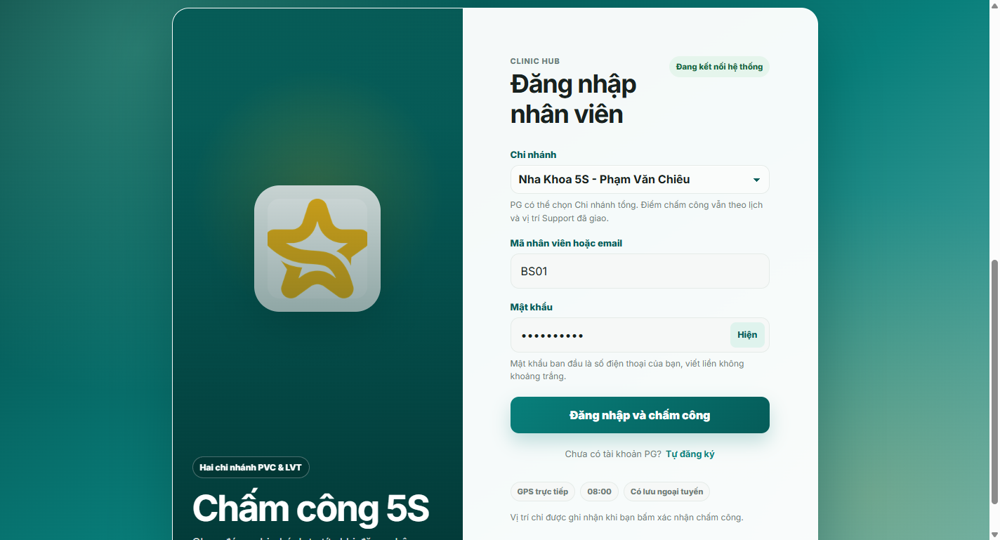 CLINIC HUB
Đăng nhập
nhân viên
Đang kết nối hệ thống
Chi nhánh
Nha Khoa 5S - Phạm Văn Chiêu
PG có thể chọn Chi nhánh tổng. Điểm chấm công vẫn theo lịch
và vị trí Support đã giao.
Mã nhân viên hoặc email
BS01
Mật khẩu
••••••••••
Hiện
Mật khẩu ban đầu là số điện thoại của bạn, viết liền không
khoảng trắng.
Đăng nhập và chấm công
Chưa có tài khoản PG? Tự đăng ký
GPS trực tiếp
08:00
Có lưu ngoại tuyến
Vị trí chỉ được ghi nhận khi bạn bấm xác nhận chấm công.
Hai chi nhánh PVC & LVT
Chấm công 5S